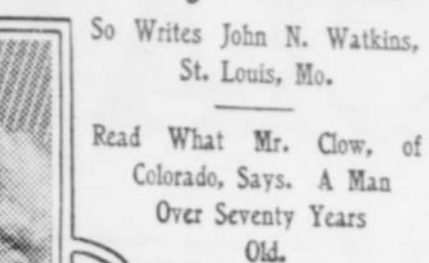 So Writes John N. Watkins,
St. Louis, Mo.
Read What Mr. Clow, of
Colorado, Says. A Man
Over Seventy Years
Old.